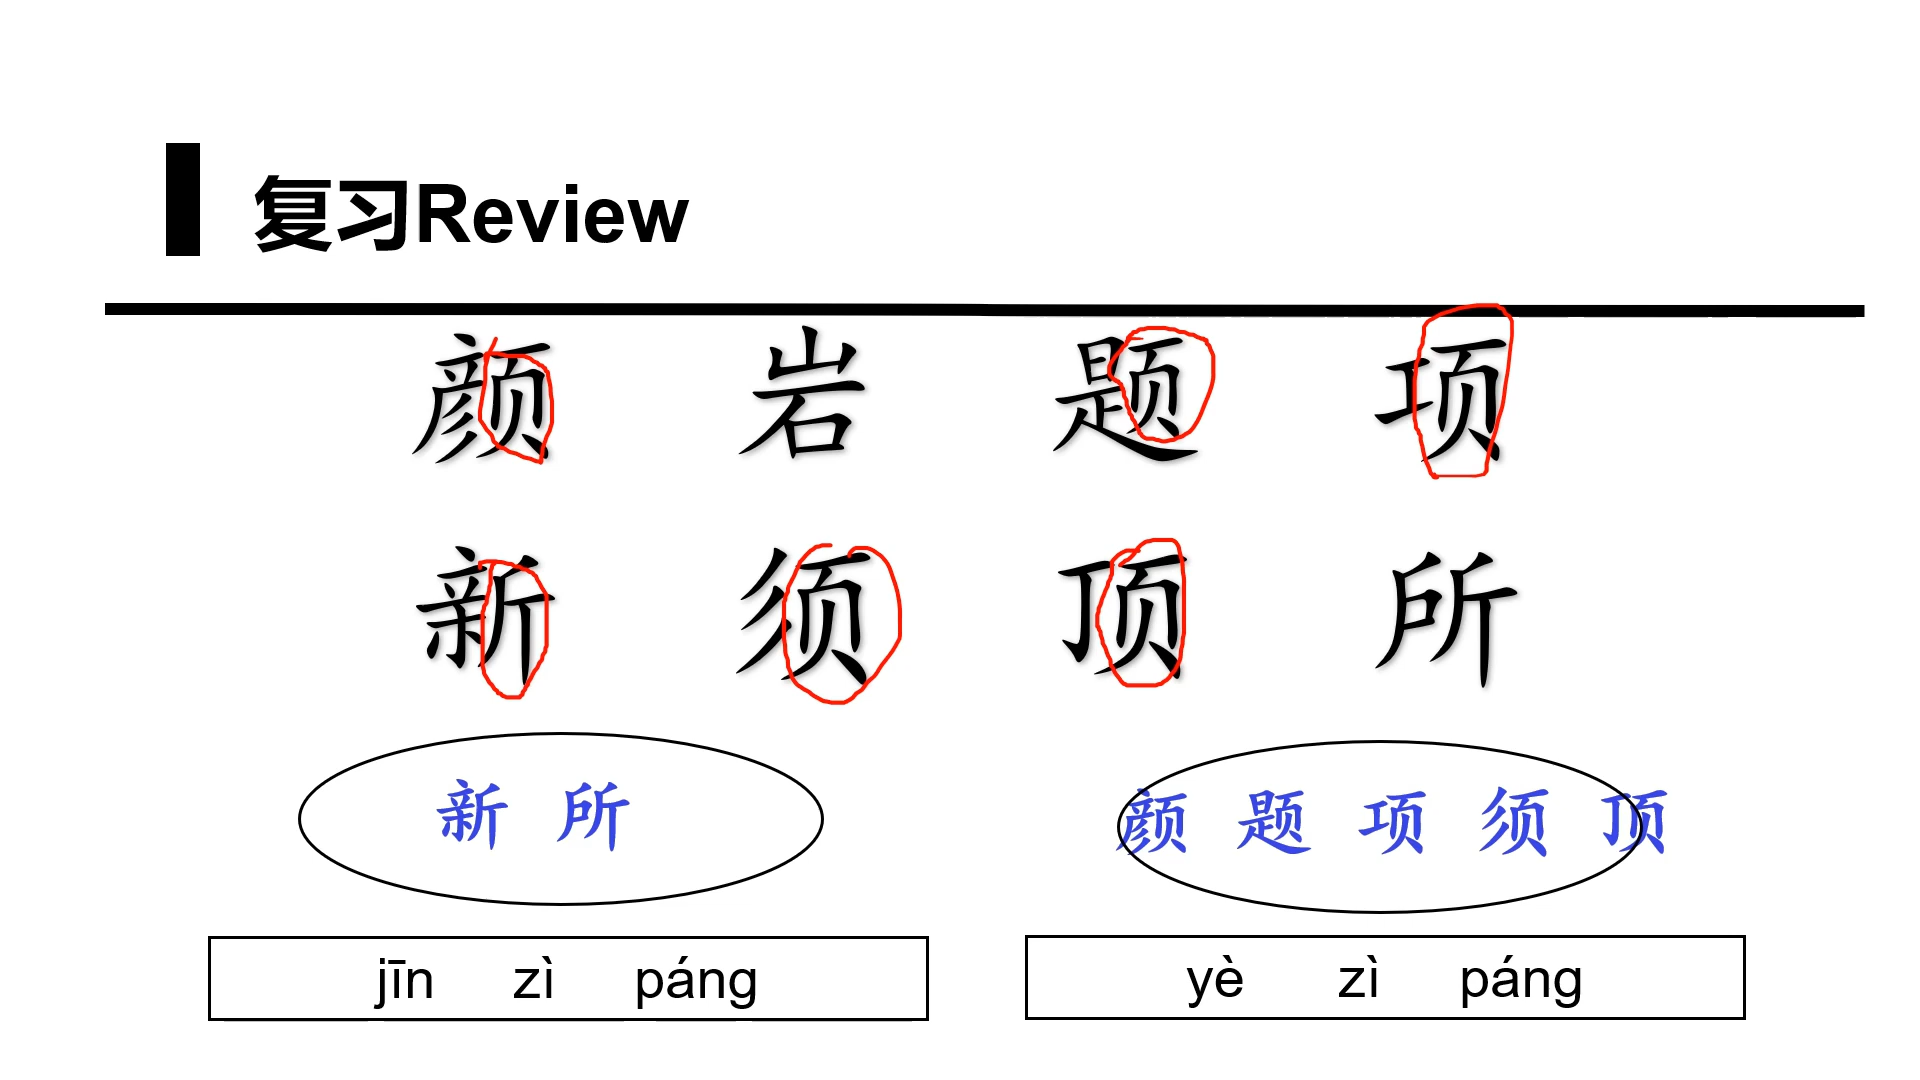 复习Review
颜 岩 题 项
新 须 顶 所
新 所
颜 题 项 须 顶
jīn zì páng
yè zì páng